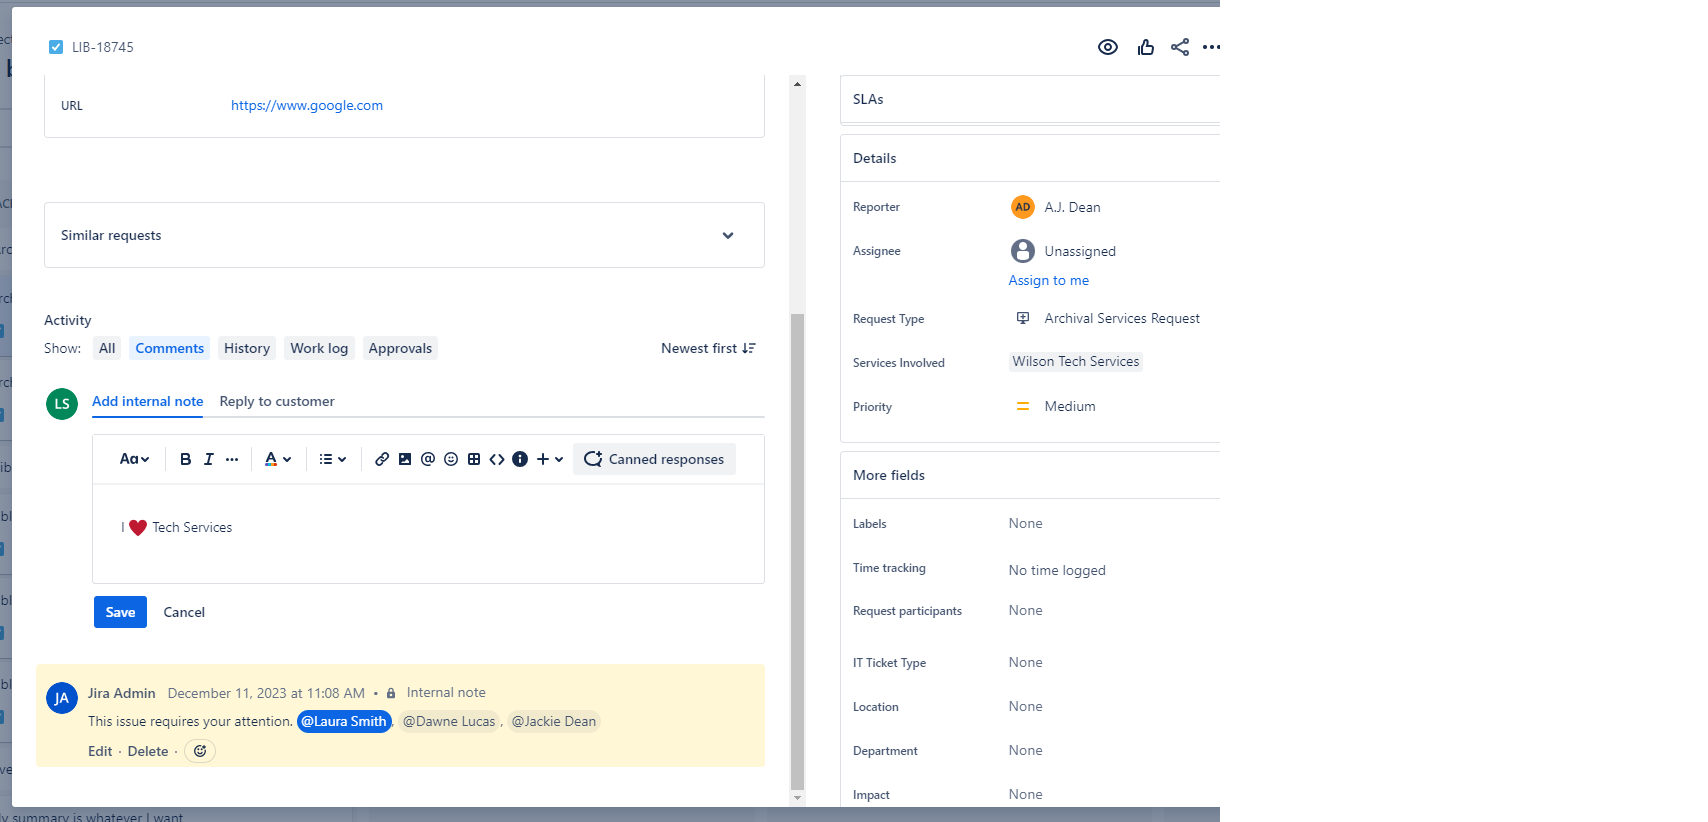 LIB-18745
URL https://www.google.com
Similar requests
Activity
Show: All Comments History Work log Approvals Newest first
LS Add internal note Reply to customer
Aa B I ... A @ <> + Canned responses
I ❤ Tech Services
Save Cancel
JA Jira Admin December 11, 2023 at 11:08 AM • Internal note
This issue requires your attention. @Laura Smith, @Dawne Lucas, @Jackie Dean
Edit · Delete ·
SLAs
Details
Reporter AD A.J. Dean
Assignee Unassigned
Assign to me
Request Type Archival Services Request
Services Involved Wilson Tech Services
Priority Medium
More fields
Labels None
Time tracking No time logged
Request participants None
IT Ticket Type None
Location None
Department None
Impact None
summary is whatever I want